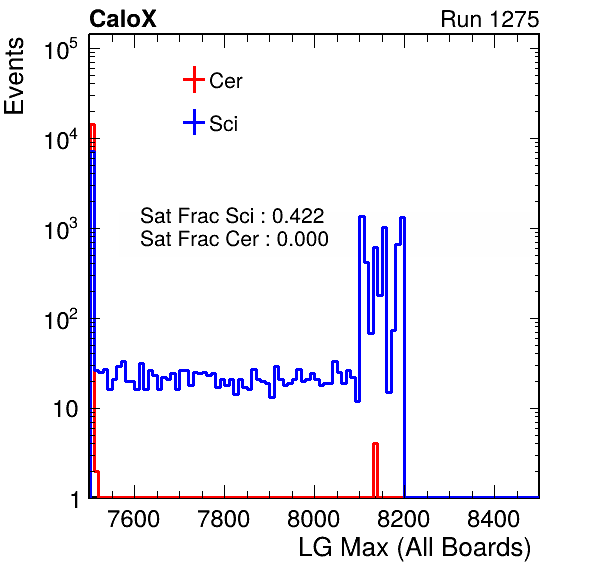 CaloX Run 1275
Events
10^5
10^4
10^3
10^2
10
1
Cer
Sci
Sat Frac Sci : 0.422
Sat Frac Cer : 0.000
7600 7800 8000 8200 8400
LG Max (All Boards)